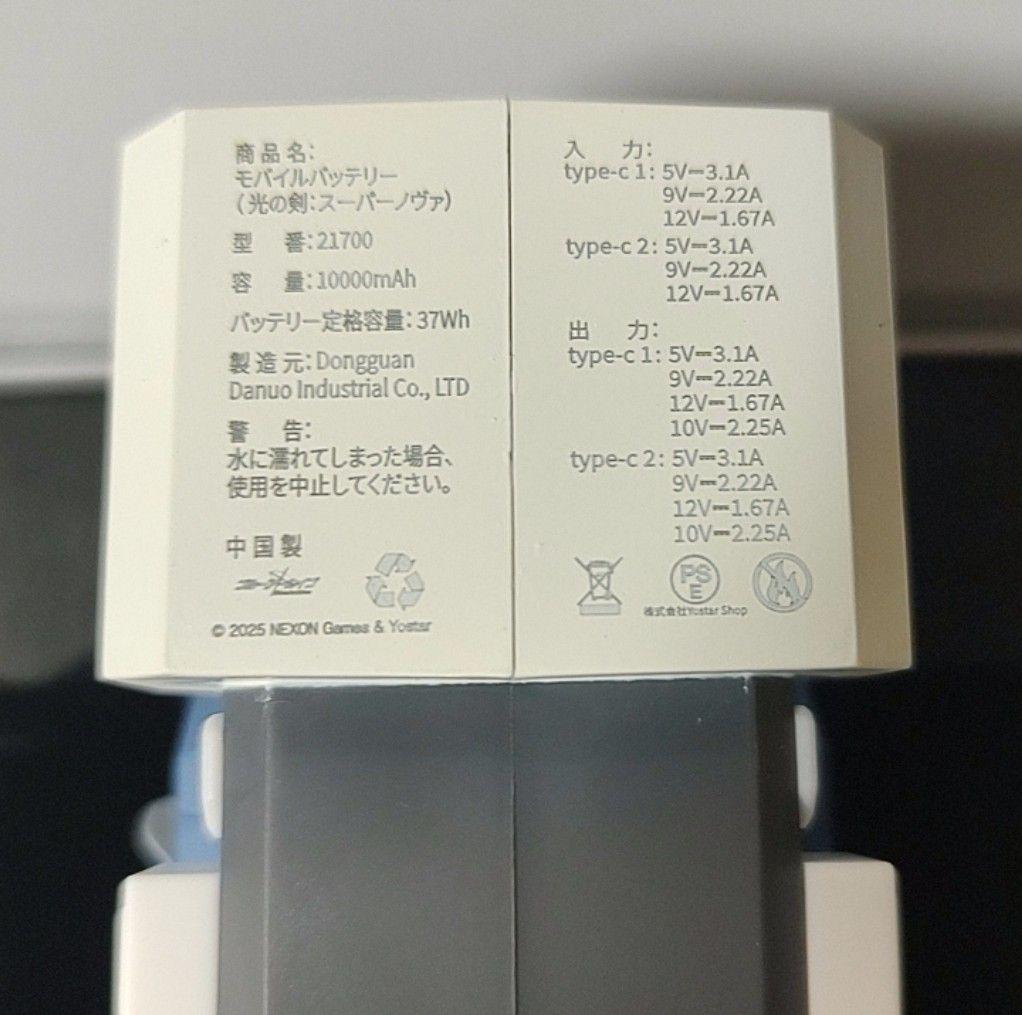 商品名：
モバイルバッテリー
（光の剣：スーパーノヴァ）
型 番：21700
容 量：10000mAh
バッテリー定格容量：37Wh
製造元：Dongguan
Danuo Industrial Co., LTD
警 告：
水に濡れてしまった場合、
使用を中止してください。
中国製
© 2025 NEXON Games & Yostar
入 力：
type-c 1: 5V⎓3.1A
9V⎓2.22A
12V⎓1.67A
type-c 2: 5V⎓3.1A
9V⎓2.22A
12V⎓1.67A
出 力：
type-c 1: 5V⎓3.1A
9V⎓2.22A
12V⎓1.67A
10V⎓2.25A
type-c 2: 5V⎓3.1A
9V⎓2.22A
12V⎓1.67A
10V⎓2.25A
PS
E
株式会社Yostar Shop